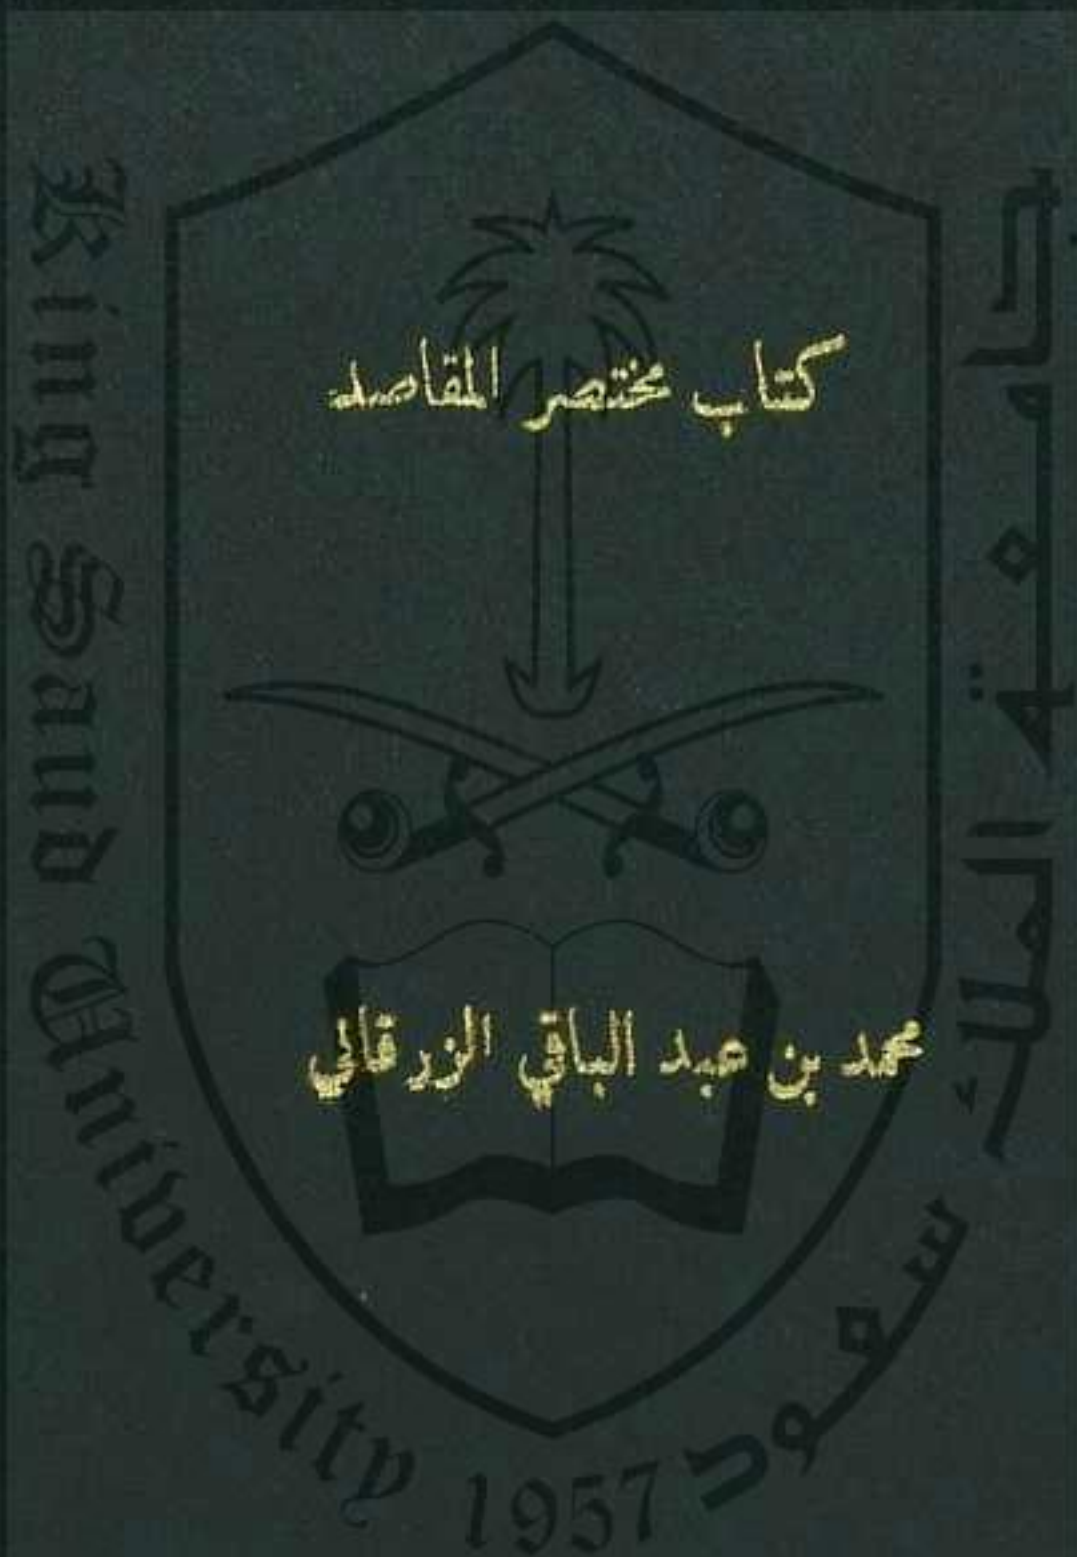 كتاب مختصر المقاصد
محمد بن عبد الباقي الزرقاني
King Saud University 1957
جامعة الملك سعود